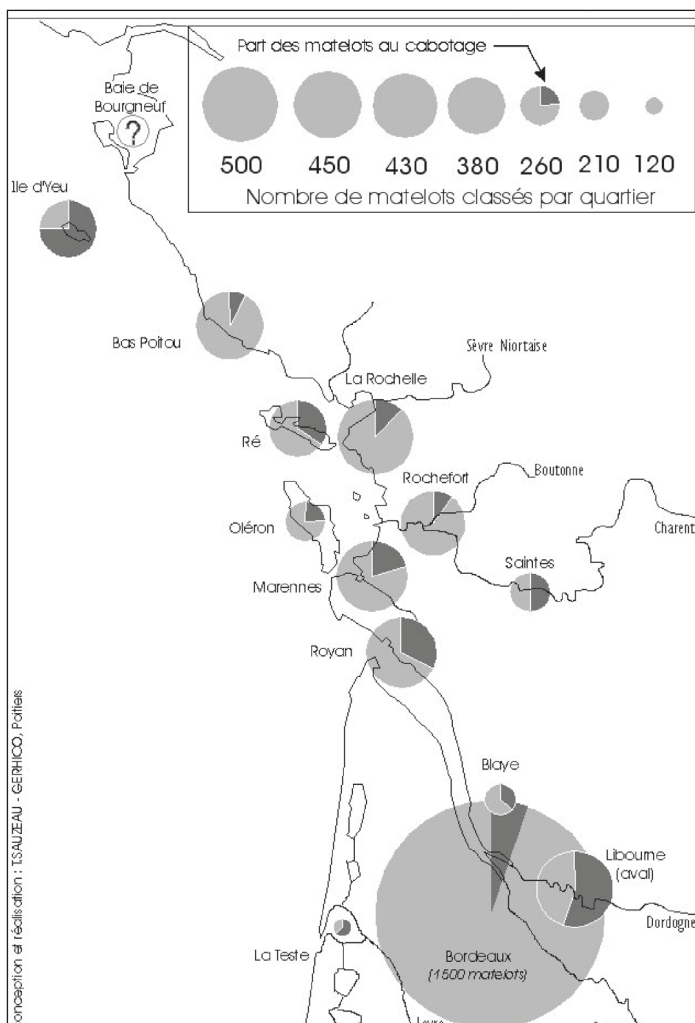 Part des matelots au cabotage
500 450 430 380 260 210 120
Nombre de matelots classés par quartier
Baie de
Bourgneuf
?
Ile d'Yeu
Bas Poitou
Sèvre Niortaise
La Rochelle
Ré
Rochefort
Boutonne
Oléron
Charent
Saintes
Marennes
Royan
Blaye
Libourne
(aval)
Dordogne
La Teste
Bordeaux
(1500 matelots)
onception et réalisation : T.SAUZEAU - GERHICO, Poitiers